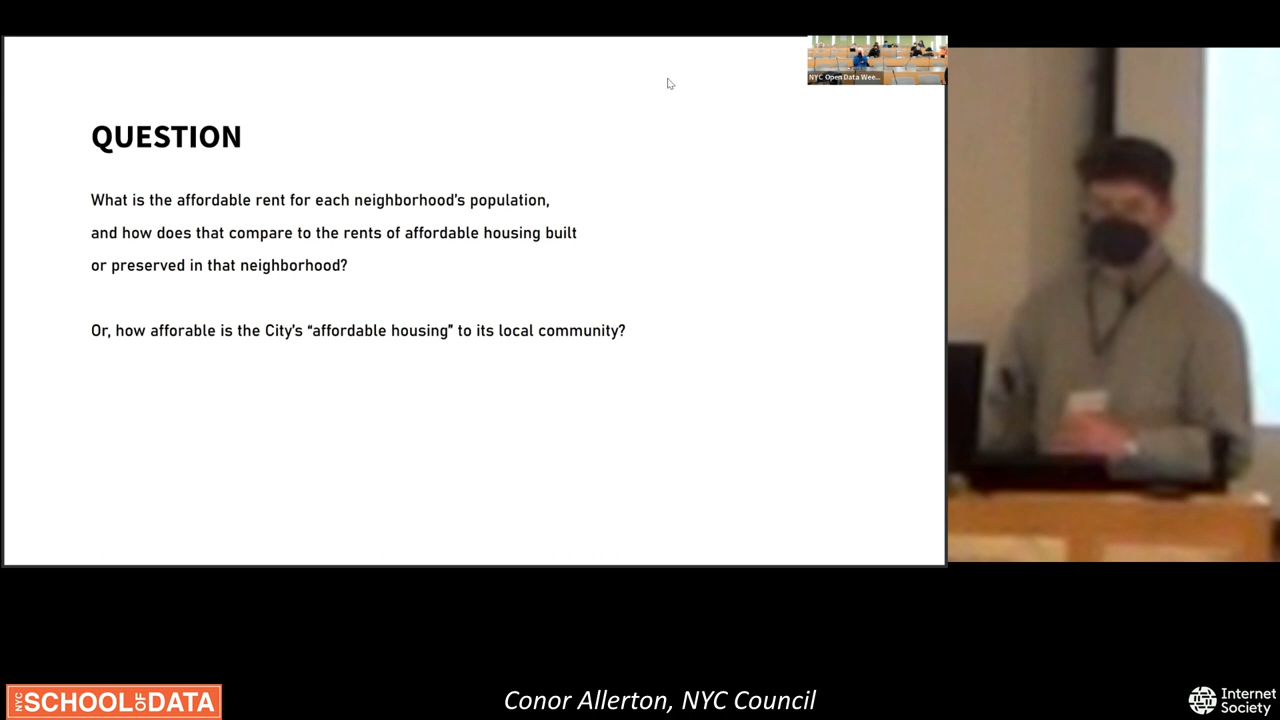 NYC Open Data Wee...
QUESTION
What is the affordable rent for each neighborhood's population,
and how does that compare to the rents of affordable housing built
or preserved in that neighborhood?
Or, how afforable is the City's “affordable housing” to its local community?
NYC SCHOOL OF DATA
Conor Allerton, NYC Council
Internet
Society